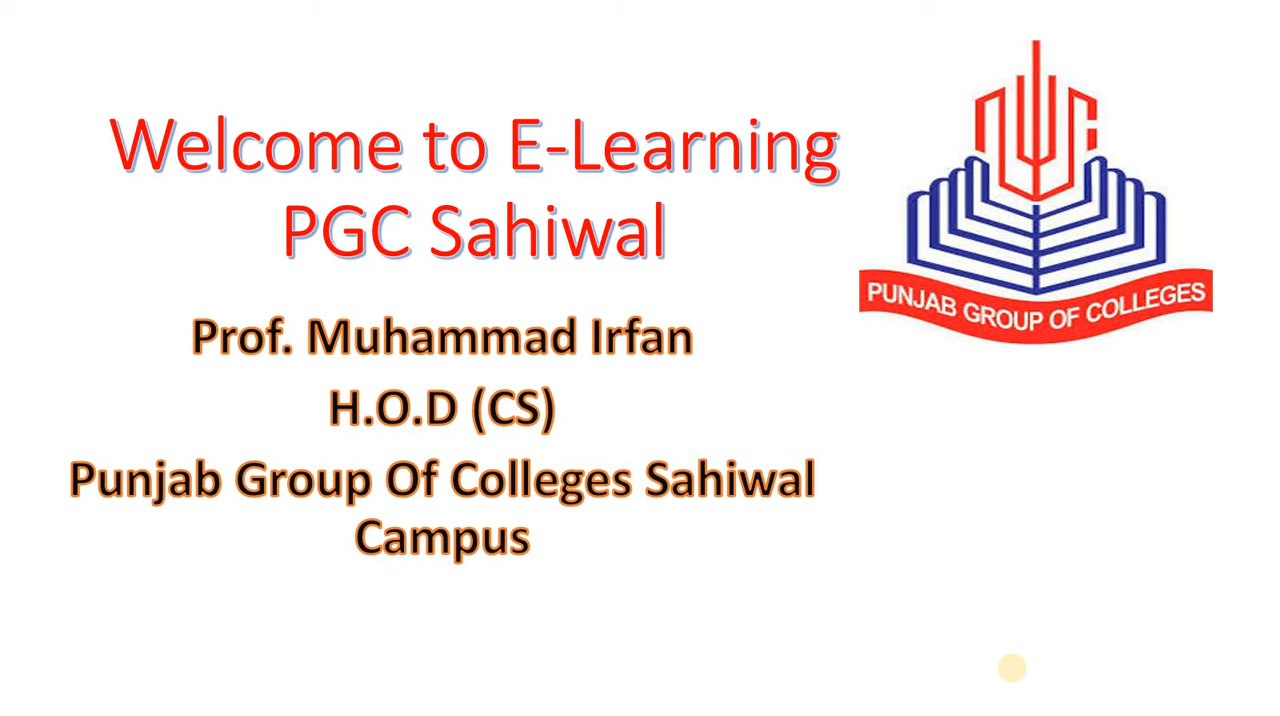 Welcome to E-Learning
PGC Sahiwal
Prof. Muhammad Irfan
H.O.D (CS)
Punjab Group Of Colleges Sahiwal
Campus
PUNJAB GROUP OF COLLEGES